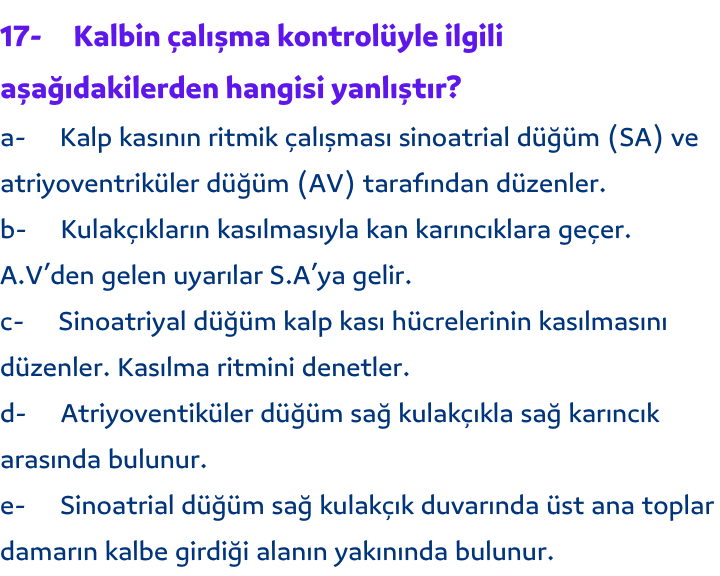 17- Kalbin çalışma kontrolüyle ilgili
aşağıdakilerden hangisi yanlıştır?
a- Kalp kasının ritmik çalışması sinoatrial düğüm (SA) ve
atriyoventriküler düğüm (AV) tarafından düzenler.
b- Kulakçıkların kasılmasıyla kan karıncıklara geçer.
A.V’den gelen uyarılar S.A’ya gelir.
c- Sinoatriyal düğüm kalp kası hücrelerinin kasılmasını
düzenler. Kasılma ritmini denetler.
d- Atriyoventiküler düğüm sağ kulakçıkla sağ karıncık
arasında bulunur.
e- Sinoatrial düğüm sağ kulakçık duvarında üst ana toplar
damarın kalbe girdiği alanın yakınında bulunur.